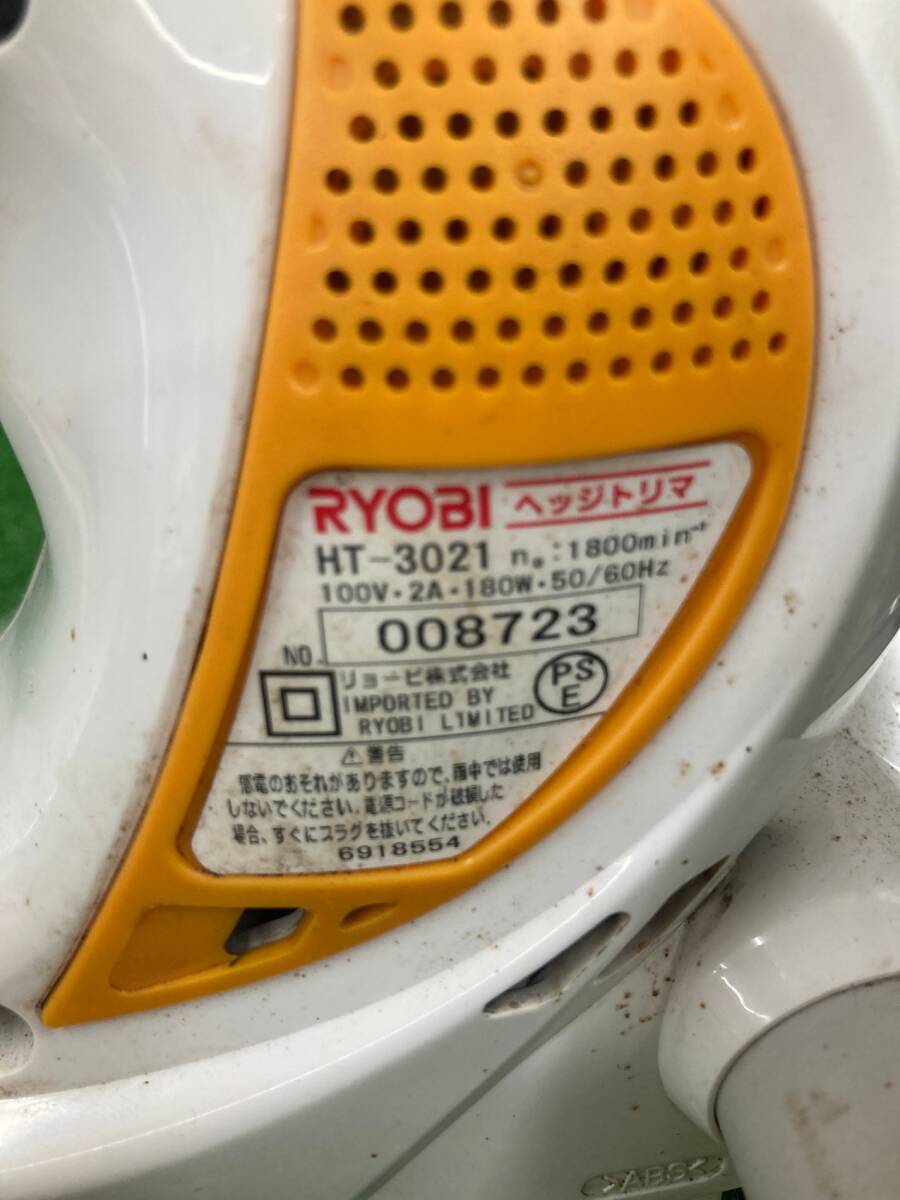 RYOBI ヘッジトリマ
HT-3021 n₀:1800min⁻¹
100V・2A・180W・50/60Hz
NO. 008723
リョービ株式会社
IMPORTED BY
RYOBI LIMITED
PS
E
⚠警告
感電のおそれがありますので、雨中では使用
しないでください。電源コードが破損した
場合、すぐにプラグを抜いてください。
6918554
>ABS<